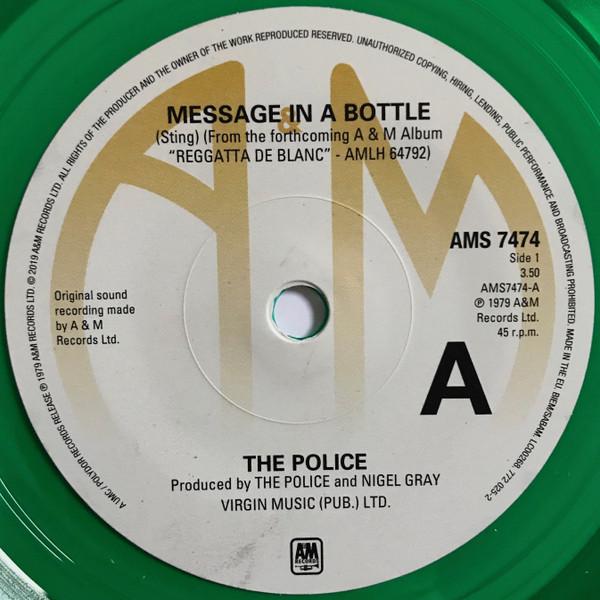 MESSAGE IN A BOTTLE
(Sting) (From the forthcoming A & M Album
"REGGATTA DE BLANC" - AMLH 64792)
&
AMS 7474
Side 1
3.50
AMS7474-A
℗ 1979 A&M
Records Ltd.
45 r.p.m.
Original sound
recording made
by A & M
Records Ltd.
A
THE POLICE
Produced by THE POLICE and NIGEL GRAY
VIRGIN MUSIC (PUB.) LTD.
A&M
RECORDS
A UMC / POLYDOR RECORDS RELEASE ℗ 1979 A&M RECORDS LTD. © 2019 A&M RECORDS LTD. ALL RIGHTS OF THE PRODUCER AND THE OWNER OF THE WORK REPRODUCED RESERVED. UNAUTHORIZED COPYING, HIRING, LENDING, PUBLIC PERFORMANCE AND BROADCASTING PROHIBITED. MADE IN THE EU. BIEM/SABAM. LC00268. 772 025-2